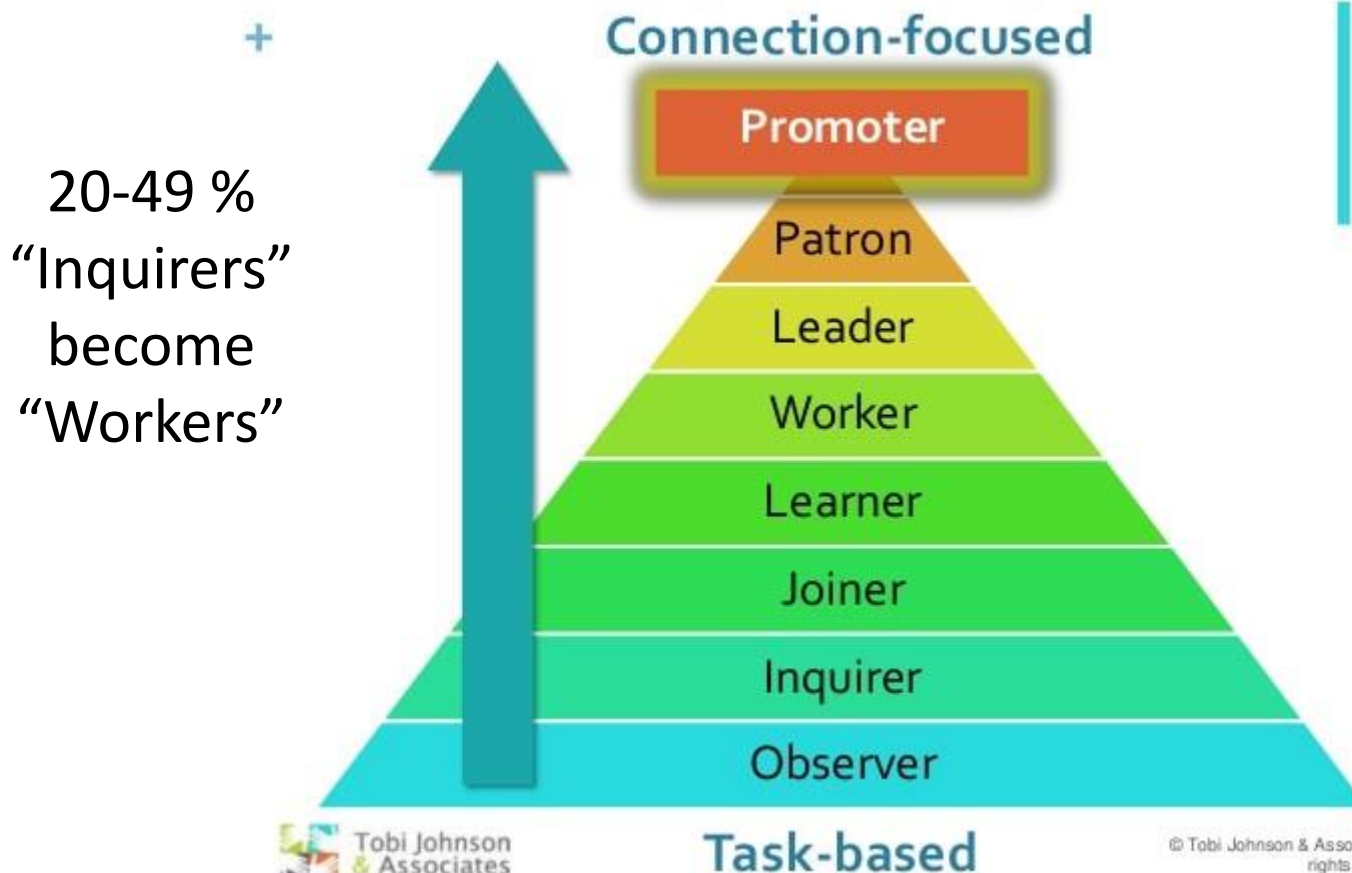 +
Connection-focused
20-49 %
“Inquirers”
become
“Workers”
Promoter
Patron
Leader
Worker
Learner
Joiner
Inquirer
Observer
Tobi Johnson
& Associates
Task-based
© Tobi Johnson &
rights